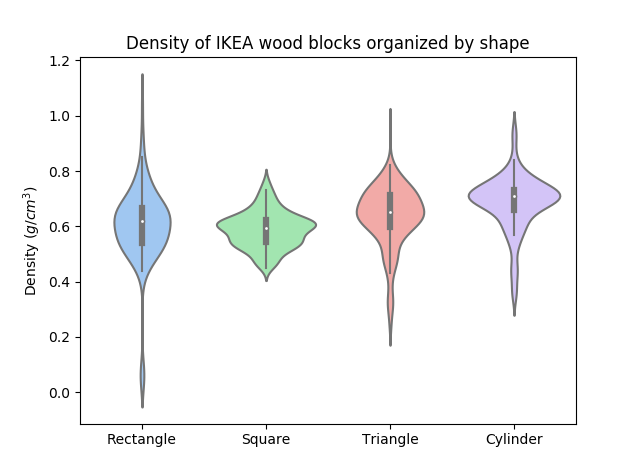 Density of IKEA wood blocks organized by shape
1.2
1.0
0.8
0.6
0.4
0.2
0.0
Density (g/cm³)
Rectangle Square Triangle Cylinder